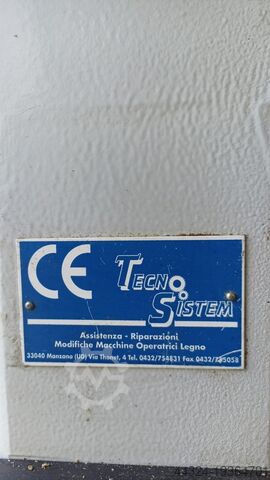 CE TECNO
SISTEM
Assistenza - Riparazioni
Modifiche Macchine Operatrici Legno
33040 Manzano (UD) Via Thonet, 4 Tel. 0432/754831 Fax 0432/755058